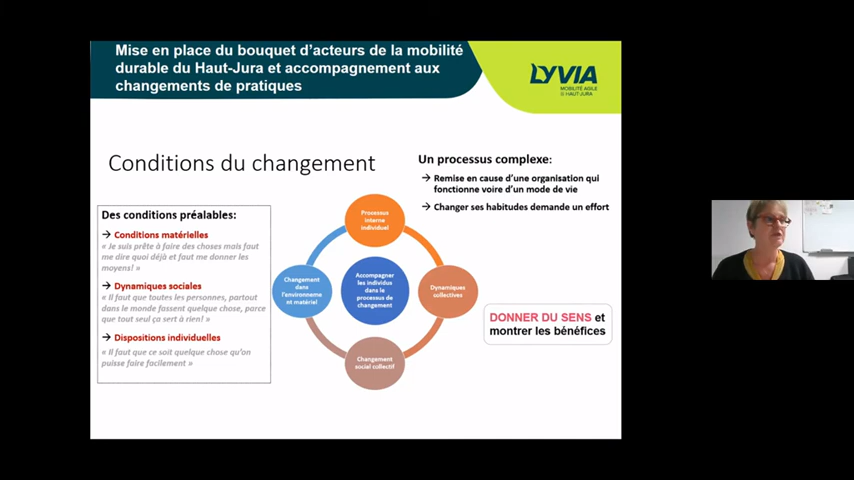 Mise en place du bouquet d'acteurs de la mobilité
durable du Haut-Jura et accompagnement aux
changements de pratiques
LYVIA
MOBILITÉ AGILE
HAUT-JURA
Conditions du changement
Un processus complexe:
→ Remise en cause d'une organisation qui
fonctionne voire d'un mode de vie
→ Changer ses habitudes demande un effort
Des conditions préalables:
→ Conditions matérielles
« Je suis prête à faire des choses mais faut
me dire quoi déjà et faut me donner les
moyens! »
→ Dynamiques sociales
« Il faut que toutes les personnes, partout
dans le monde fassent quelque chose, parce
que tout seul ça sert à rien! »
→ Dispositions individuelles
« Il faut que ce soit quelque chose qu'on
puisse faire facilement »
Processus
interne
individuel
Changement
dans
l'environneme
nt matériel
Accompagner
les individus
dans le
processus de
changement
Dynamiques
collectives
Changement
social collectif
DONNER DU SENS et
montrer les bénéfices